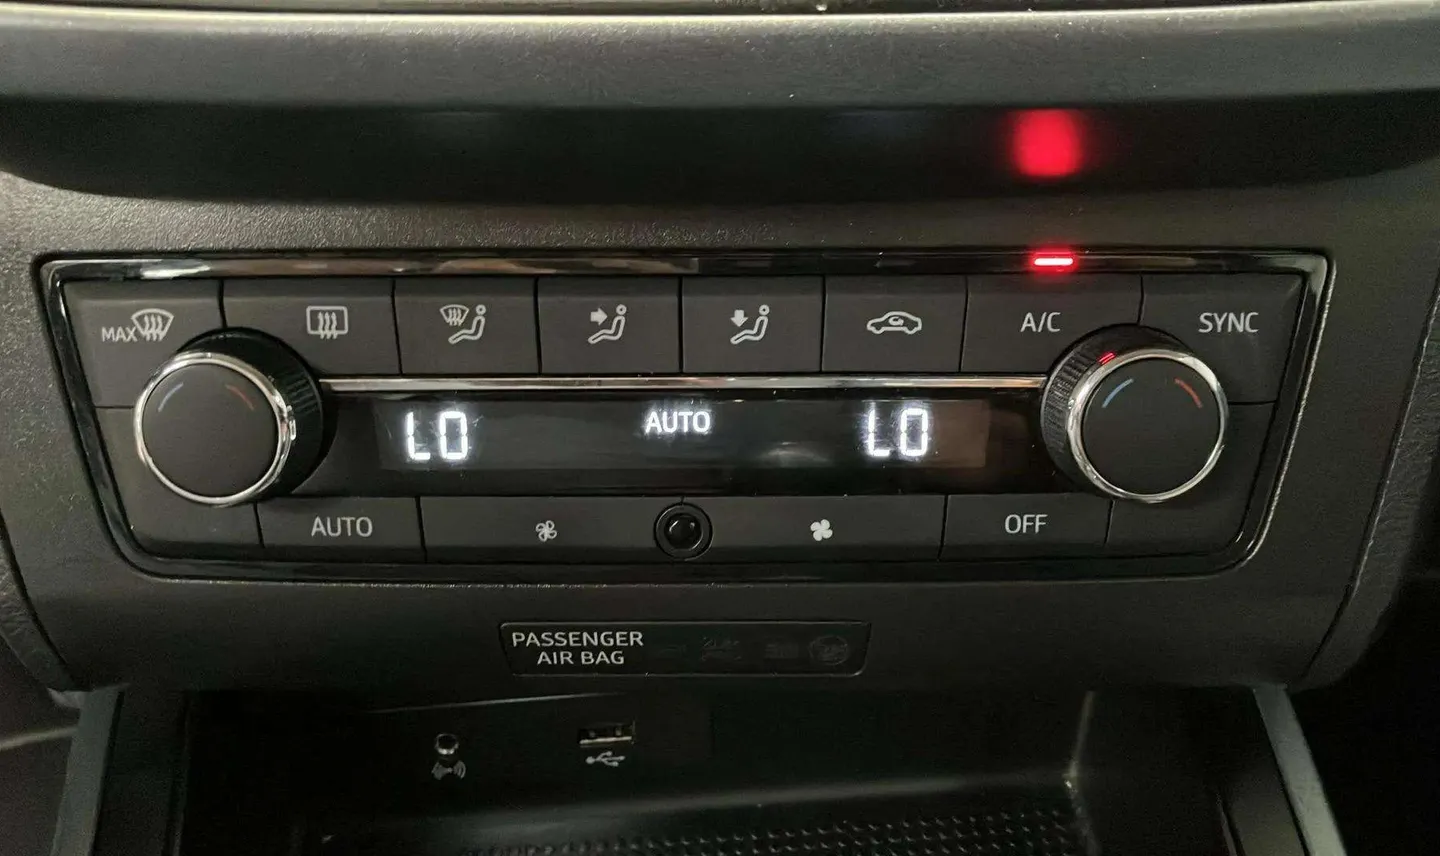 MAX
A/C
SYNC
LO AUTO LO
AUTO
OFF
PASSENGER
AIR BAG